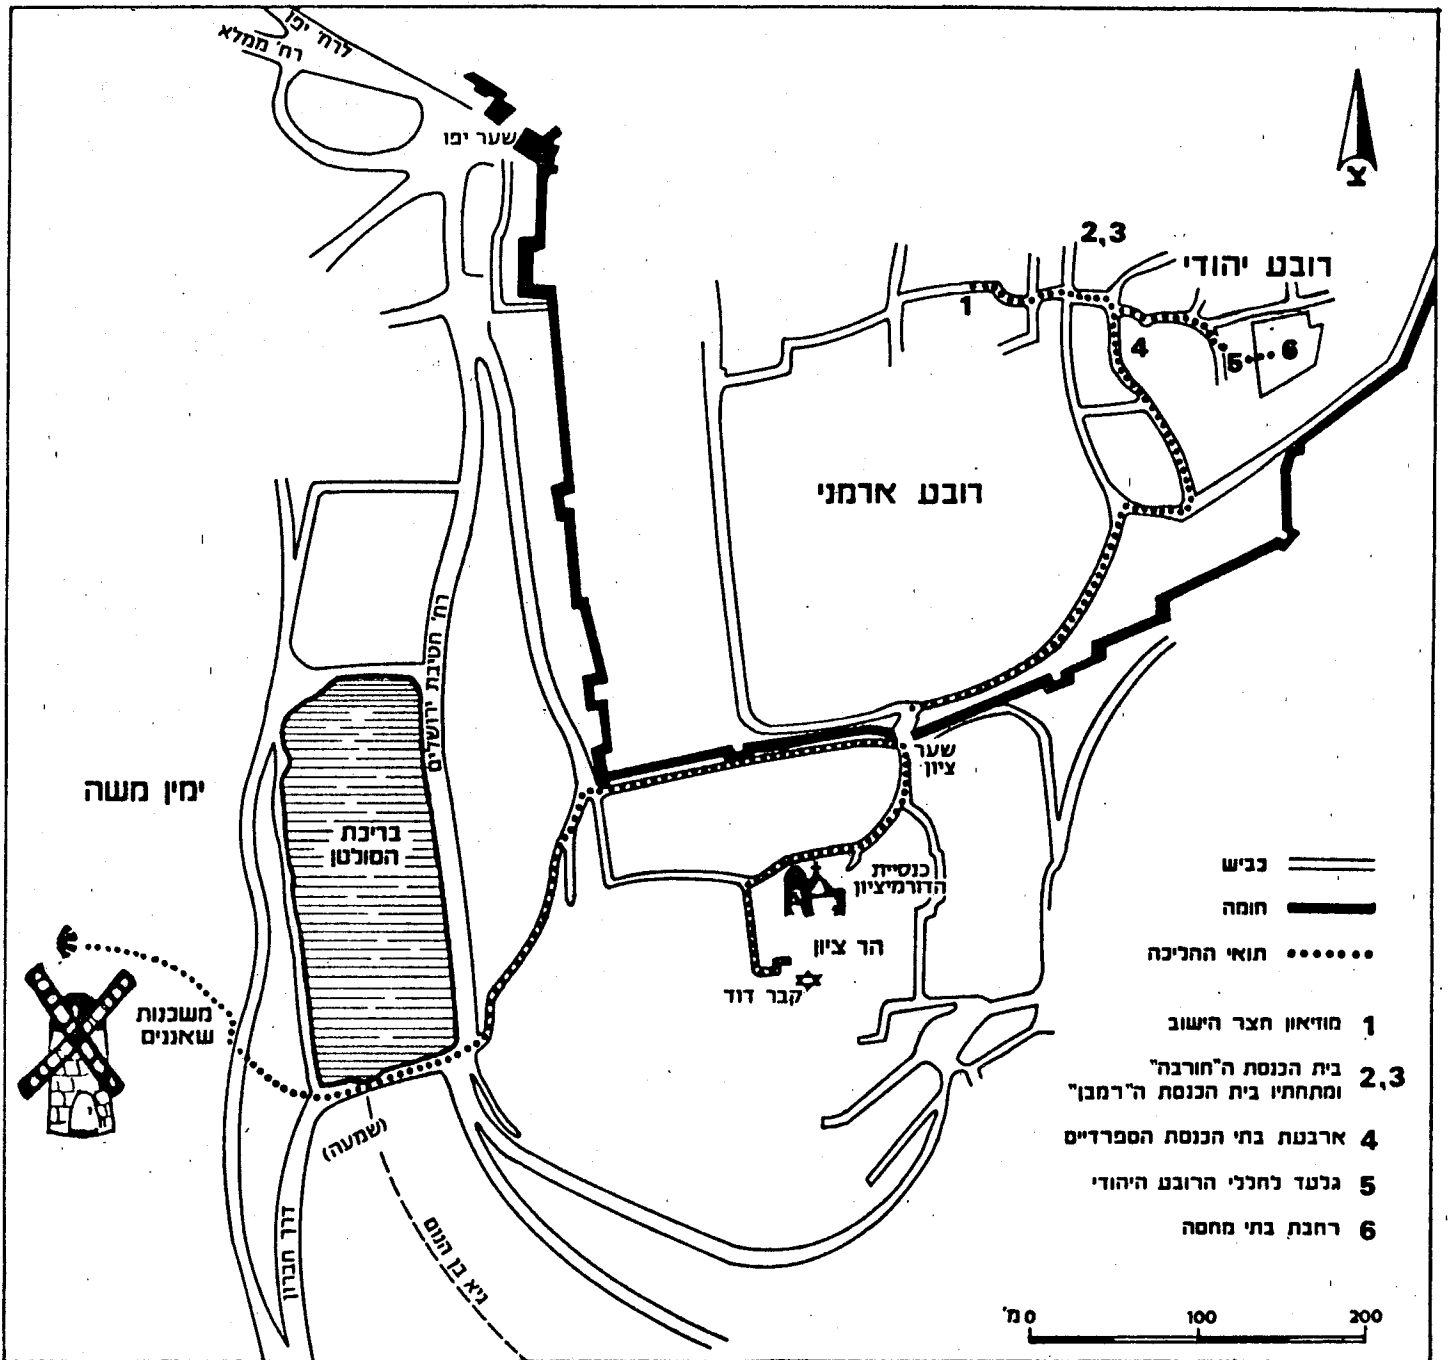 לרח' יפו
רח' ממלא
שער יפו
צ
2,3
רובע יהודי
1
4
5
6
רובע ארמני
רח' חטיבת ירושלים
שער
ציון
ימין משה
בריכת
הסולטן
כנסיית
הדורמיציון
הר ציון
קבר דוד
משכנות
שאננים
(שמעה)
דרך חברון
גיא בן הנום
כביש
חומה
תואי ההליכה
1 מוזיאון חצר הישוב
2,3 בית הכנסת ה"חורבה"
ומתחתיו בית הכנסת ה"רמבן"
4 ארבעת בתי הכנסת הספרדיים
5 גלעד לחללי הרובע היהודי
6 רחבת בתי מחסה
0 מ'
100
200